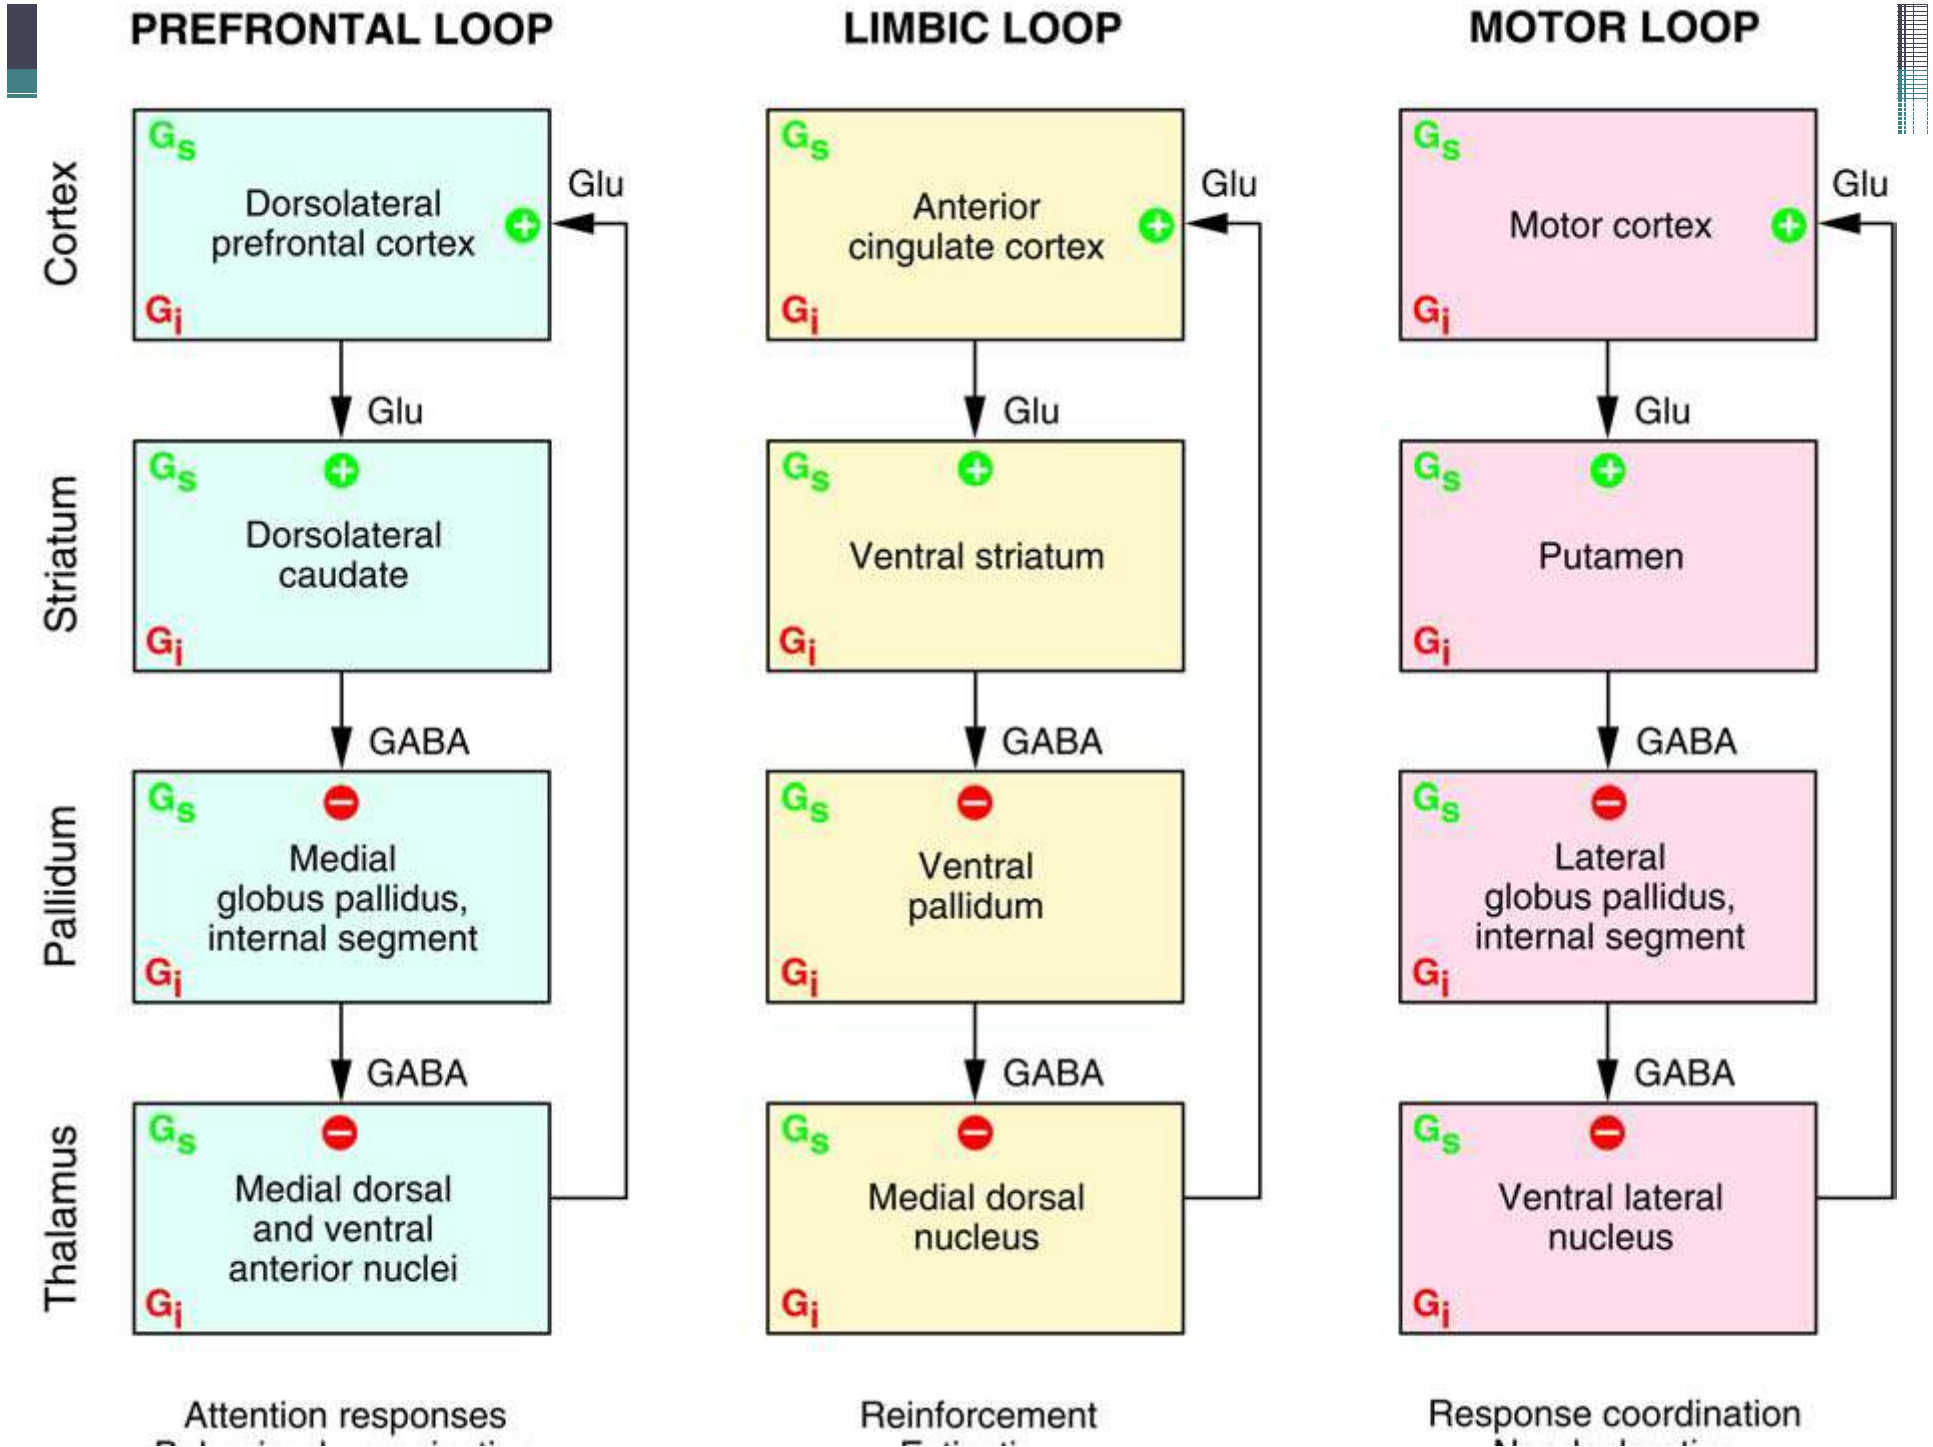 PREFRONTAL LOOP
LIMBIC LOOP
MOTOR LOOP
Cortex
Gs
Dorsolateral
prefrontal cortex
Gi
Glu
Gs
Anterior
cingulate cortex
Gi
Glu
Gs
Motor cortex
Gi
Glu
Glu
Glu
Glu
Striatum
Gs
Dorsolateral
caudate
Gi
Gs
Ventral striatum
Gi
Gs
Putamen
Gi
GABA
GABA
GABA
Pallidum
Gs
Medial
globus pallidus,
internal segment
Gi
Gs
Ventral
pallidum
Gi
Gs
Lateral
globus pallidus,
internal segment
Gi
GABA
GABA
GABA
Thalamus
Gs
Medial dorsal
and ventral
anterior nuclei
Gi
Gs
Medial dorsal
nucleus
Gi
Gs
Ventral lateral
nucleus
Gi
Attention responses
Reinforcement
Response coordination